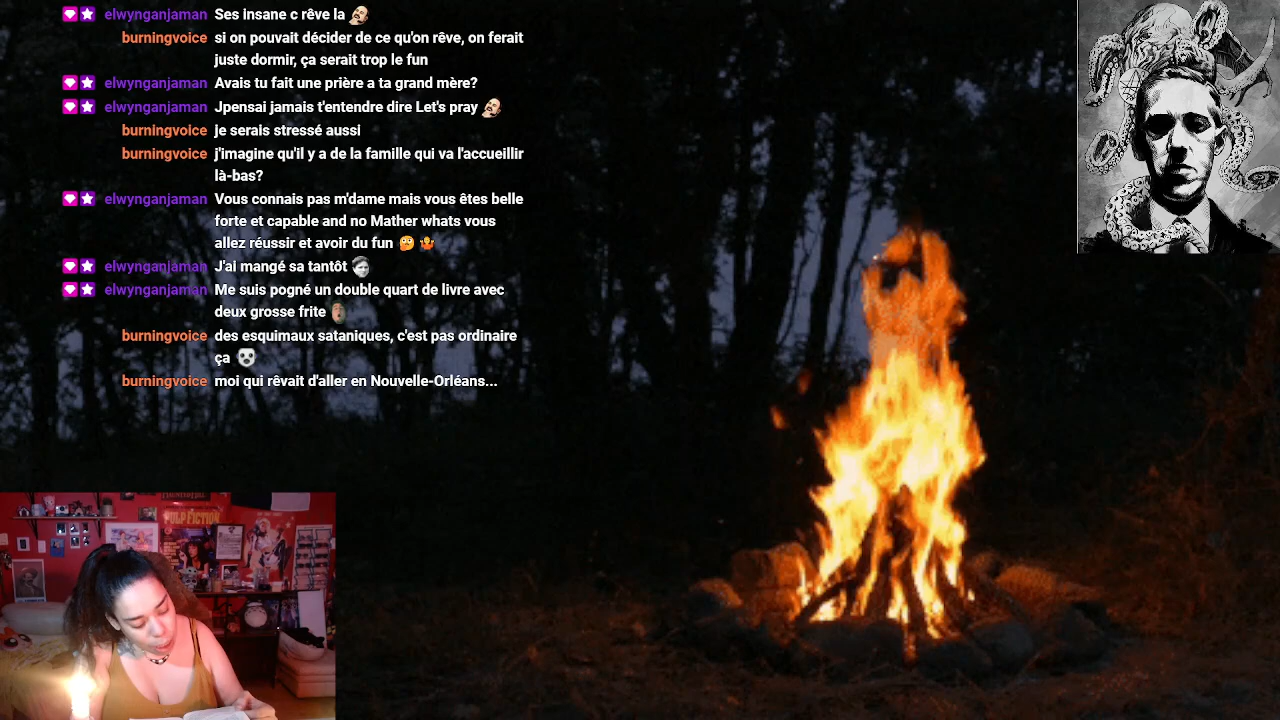 elwynganjaman Ses insane c rêve la
burningvoice si on pouvait décider de ce qu'on rêve, on ferait
juste dormir, ça serait trop le fun
elwynganjaman Avais tu fait une prière a ta grand mère?
elwynganjaman Jpensai jamais t'entendre dire Let's pray
burningvoice je serais stressé aussi
burningvoice j'imagine qu'il y a de la famille qui va l'accueillir
là-bas?
elwynganjaman Vous connais pas m'dame mais vous êtes belle
forte et capable and no Mather whats vous
allez réussir et avoir du fun
elwynganjaman J'ai mangé sa tantôt
elwynganjaman Me suis pogné un double quart de livre avec
deux grosse frite
burningvoice des esquimaux sataniques, c'est pas ordinaire
ça
burningvoice moi qui rêvait d'aller en Nouvelle-Orléans...
PULP FICTION